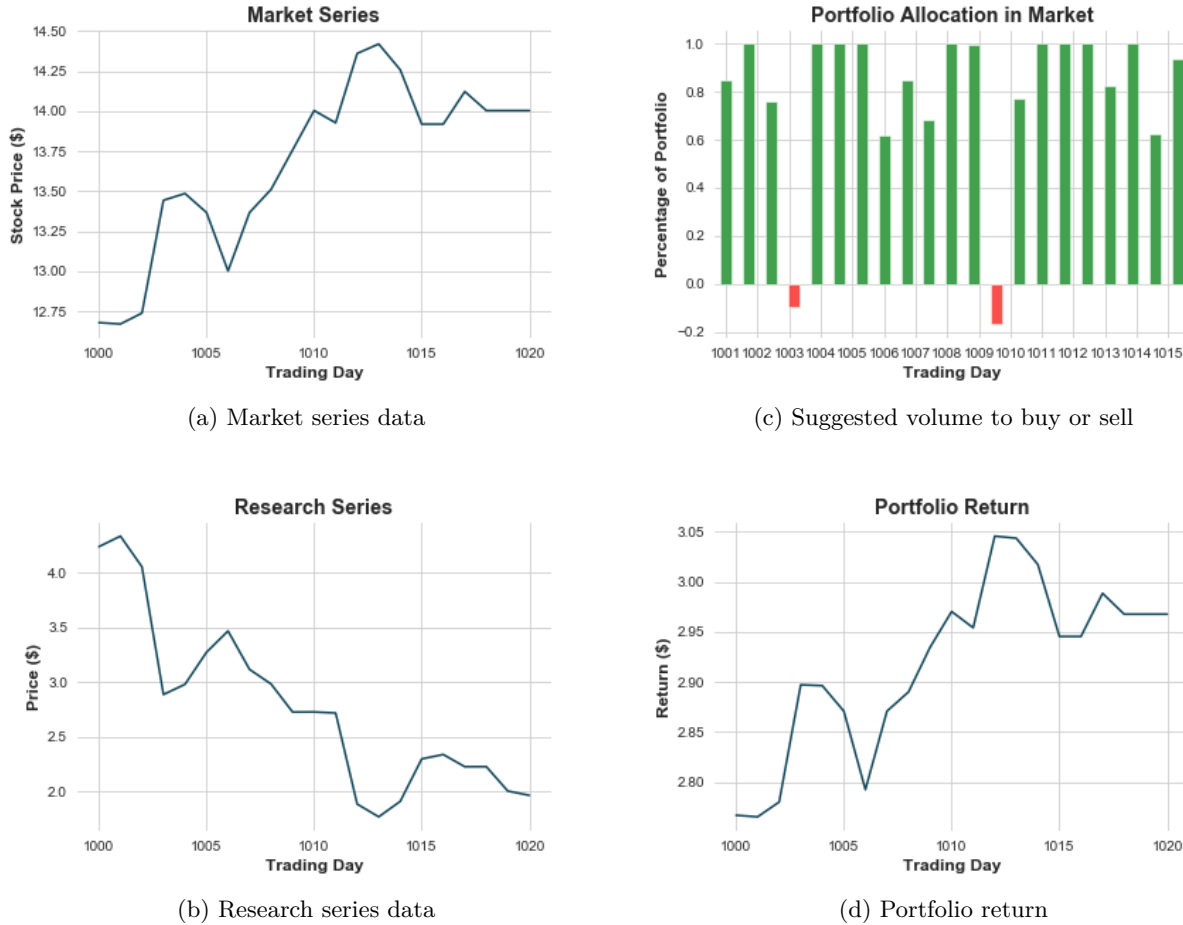 Market Series
14.50
14.25
14.00
13.75
13.50
13.25
13.00
12.75
Stock Price ($)
1000 1005 1010 1015 1020
Trading Day
(a) Market series data
Portfolio Allocation in Market
1.0
0.8
0.6
0.4
0.2
0.0
−0.2
Percentage of Portfolio
1001 1002 1003 1004 1005 1006 1007 1008 1009 1010 1011 1012 1013 1014 1015
Trading Day
(c) Suggested volume to buy or sell
Research Series
4.0
3.5
3.0
2.5
2.0
Price ($)
1000 1005 1010 1015 1020
Trading Day
(b) Research series data
Portfolio Return
3.05
3.00
2.95
2.90
2.85
2.80
Return ($)
1000 1005 1010 1015 1020
Trading Day
(d) Portfolio return